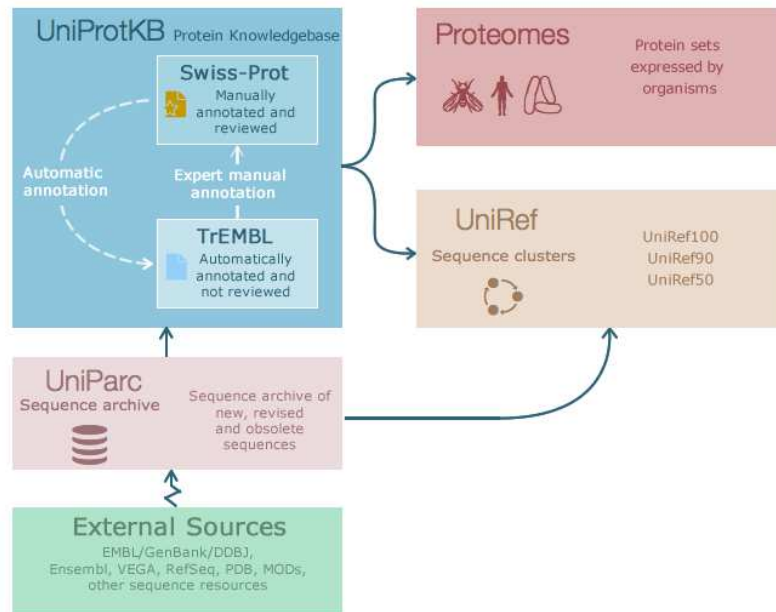 UniProtKB Protein Knowledgebase
Swiss-Prot
Manually
annotated and
reviewed
Automatic
annotation
Expert manual
annotation
TrEMBL
Automatically
annotated and
not reviewed
Proteomes
Protein sets
expressed by
organisms
UniRef
Sequence clusters
UniRef100
UniRef90
UniRef50
UniParc
Sequence archive
Sequence archive of
new, revised
and obsolete
sequences
External Sources
EMBL/GenBank/DDBJ,
Ensembl, VEGA, RefSeq, PDB, MODs,
other sequence resources